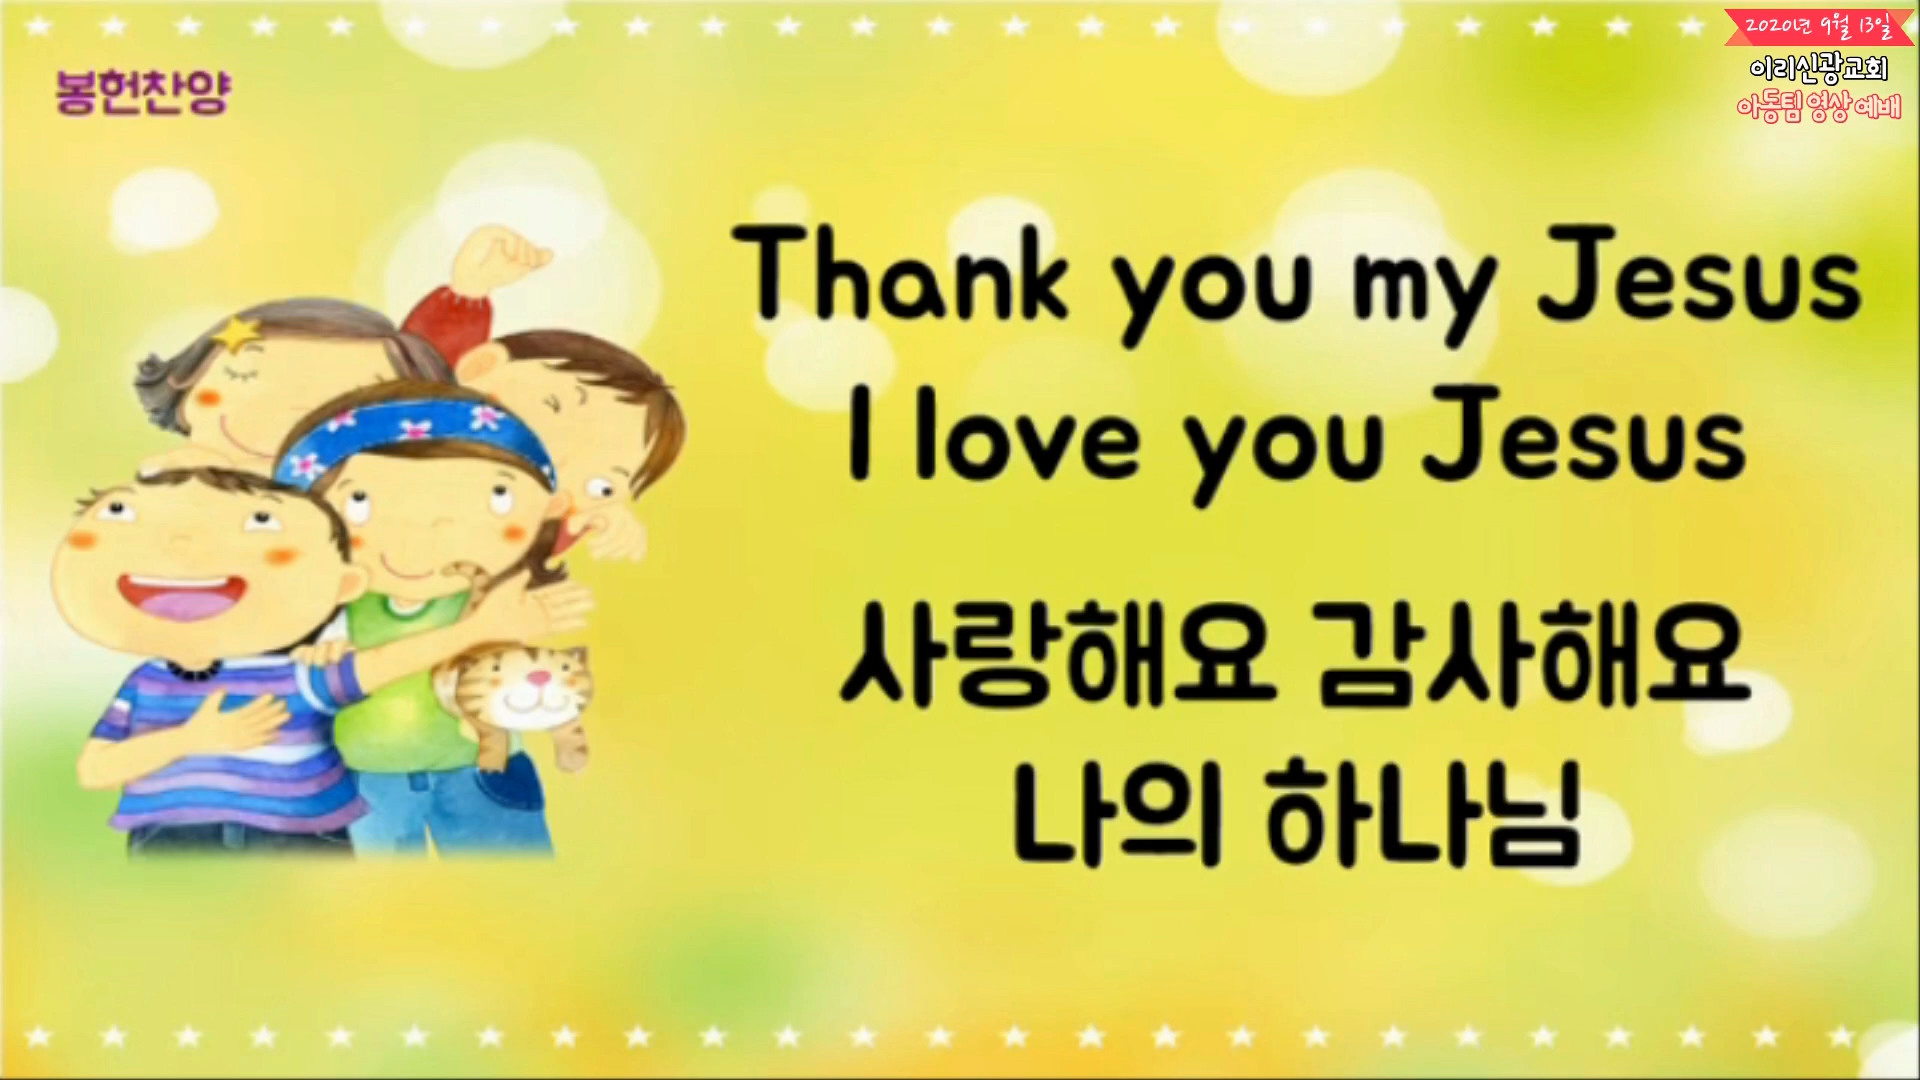 봉헌찬양
2020년 9월 13일
이리신광교회
아동팀 영상 예배
Thank you my Jesus
I love you Jesus
사랑해요 감사해요
나의 하나님